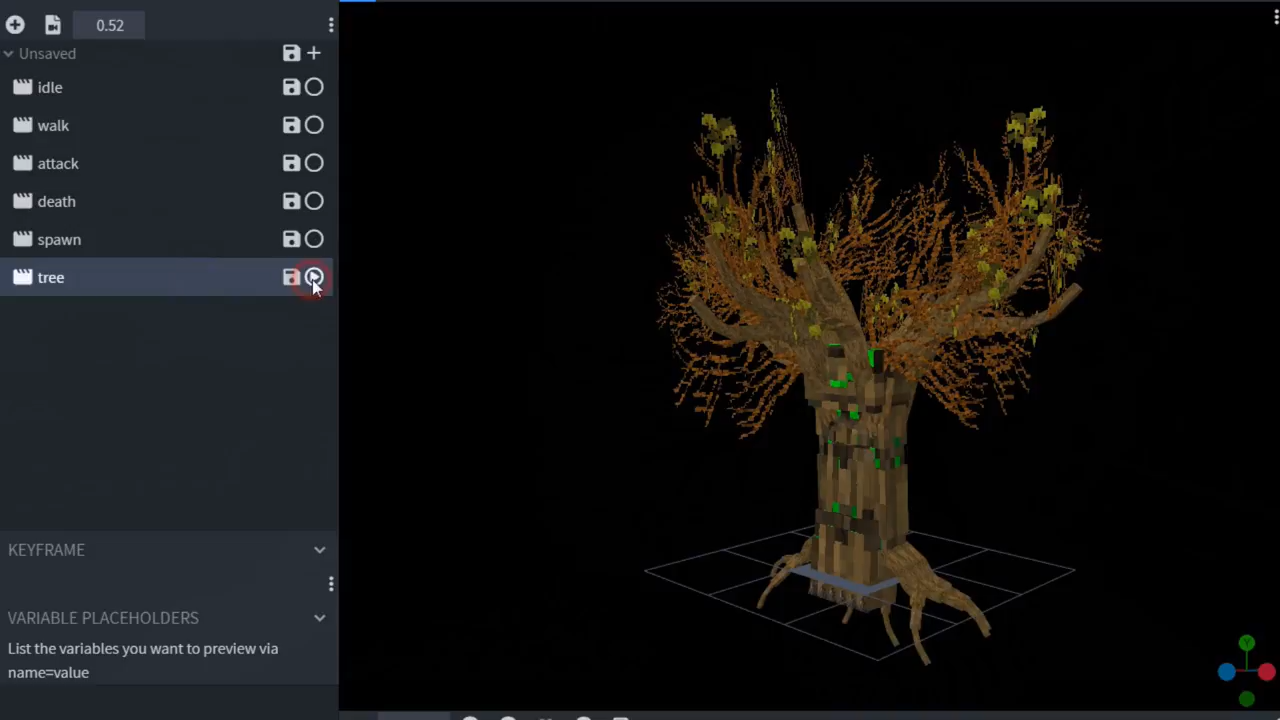 0.52
Unsaved
idle
walk
attack
death
spawn
tree
KEYFRAME
VARIABLE PLACEHOLDERS
List the variables you want to preview via
name=value
Y